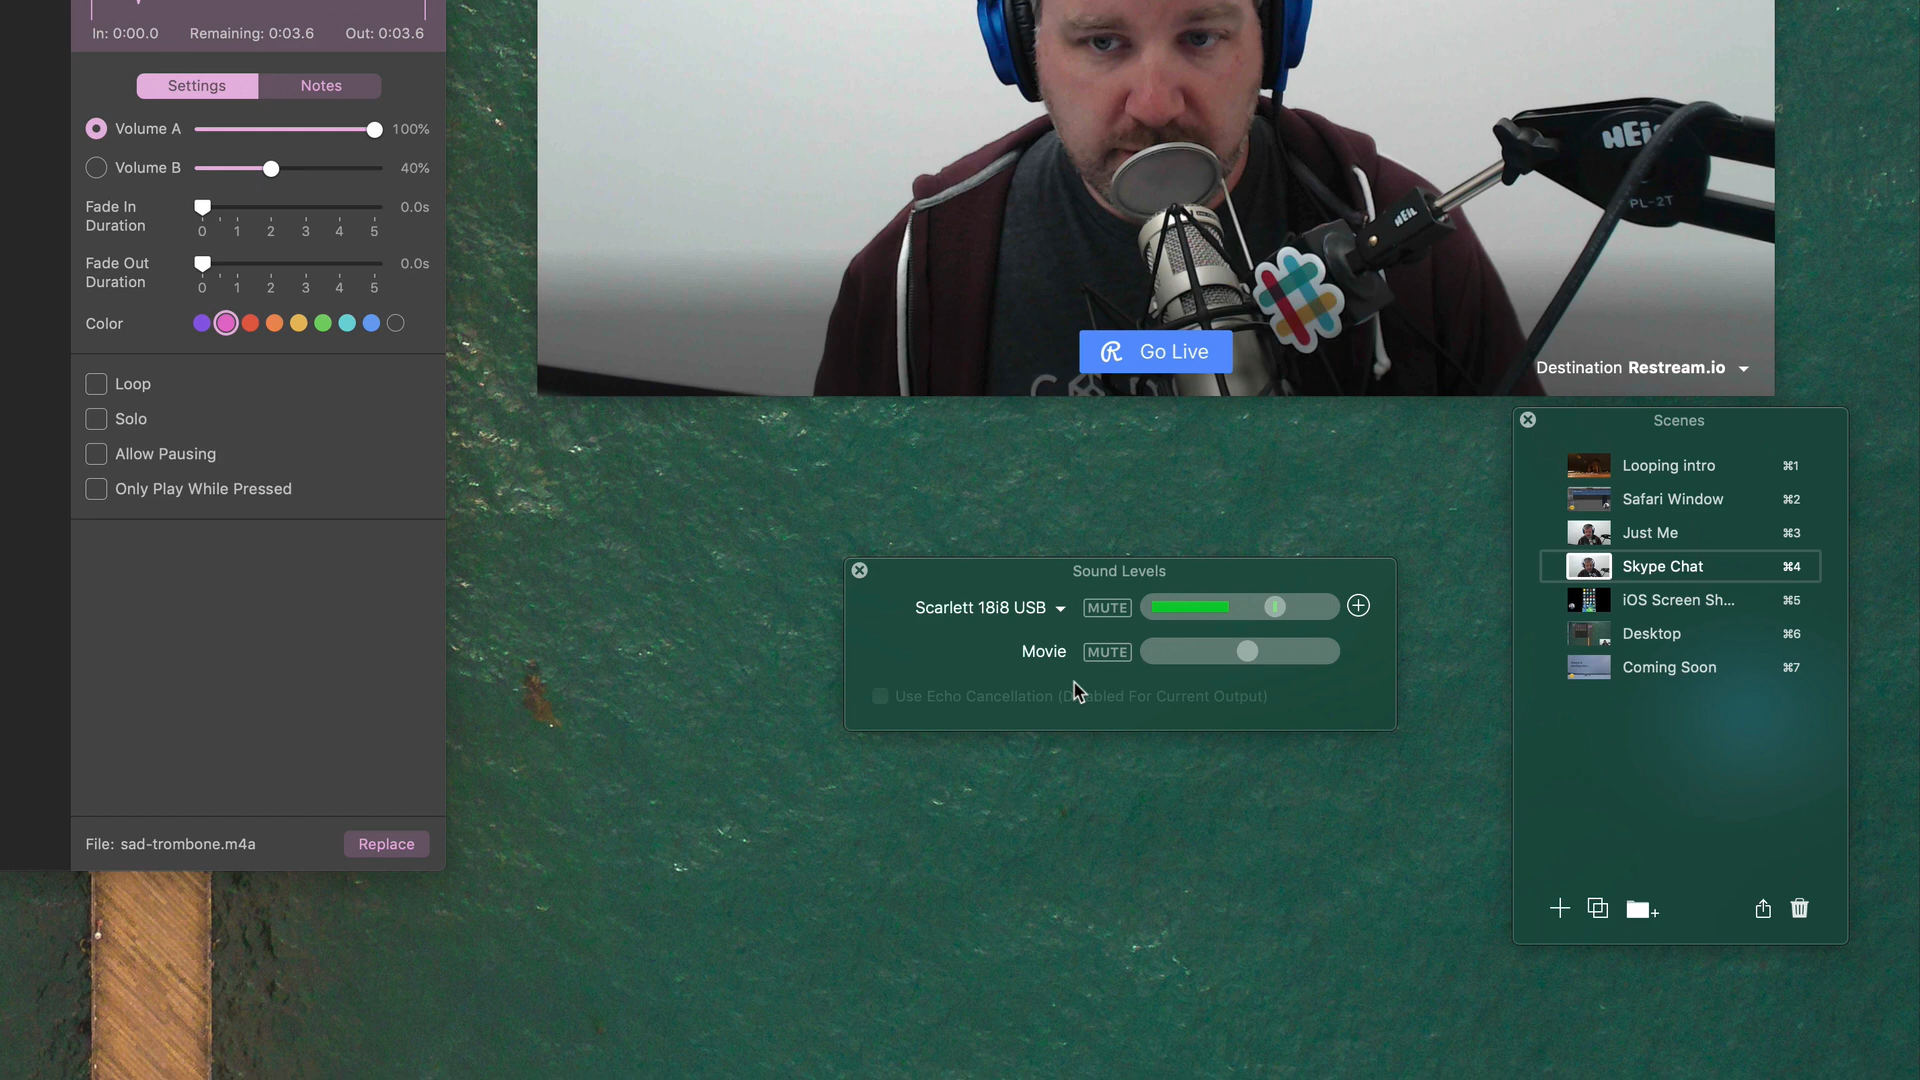 In: 0:00.0 Remaining: 0:03.6 Out: 0:03.6
Settings Notes
Volume A 100%
Volume B 40%
Fade In Duration 0.0s
0 1 2 3 4 5
Fade Out Duration 0.0s
0 1 2 3 4 5
Color
Loop
Solo
Allow Pausing
Only Play While Pressed
File: sad-trombone.m4a Replace
HEIL
PL-2T
HEIL
Go Live
Destination Restream.io
Sound Levels
Scarlett 18i8 USB MUTE
Movie MUTE
Use Echo Cancellation (Disabled For Current Output)
Scenes
Looping intro ⌘1
Safari Window ⌘2
Just Me ⌘3
Skype Chat ⌘4
iOS Screen Sh... ⌘5
Desktop ⌘6
Coming Soon ⌘7